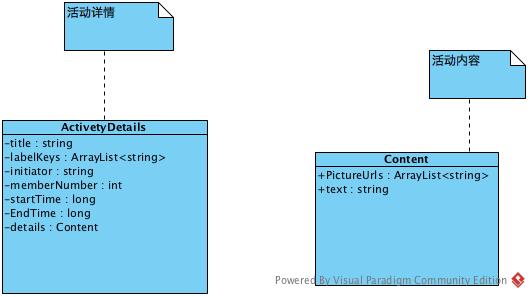 活动详情
活动内容
ActivetyDetails
-title : string
-labelKeys : ArrayList<string>
-initiator : string
-memberNumber : int
-startTime : long
-EndTime : long
-details : Content
Content
+PictureUrls : ArrayList<string>
+text : string
Powered By Visual Paradigm Community Edition